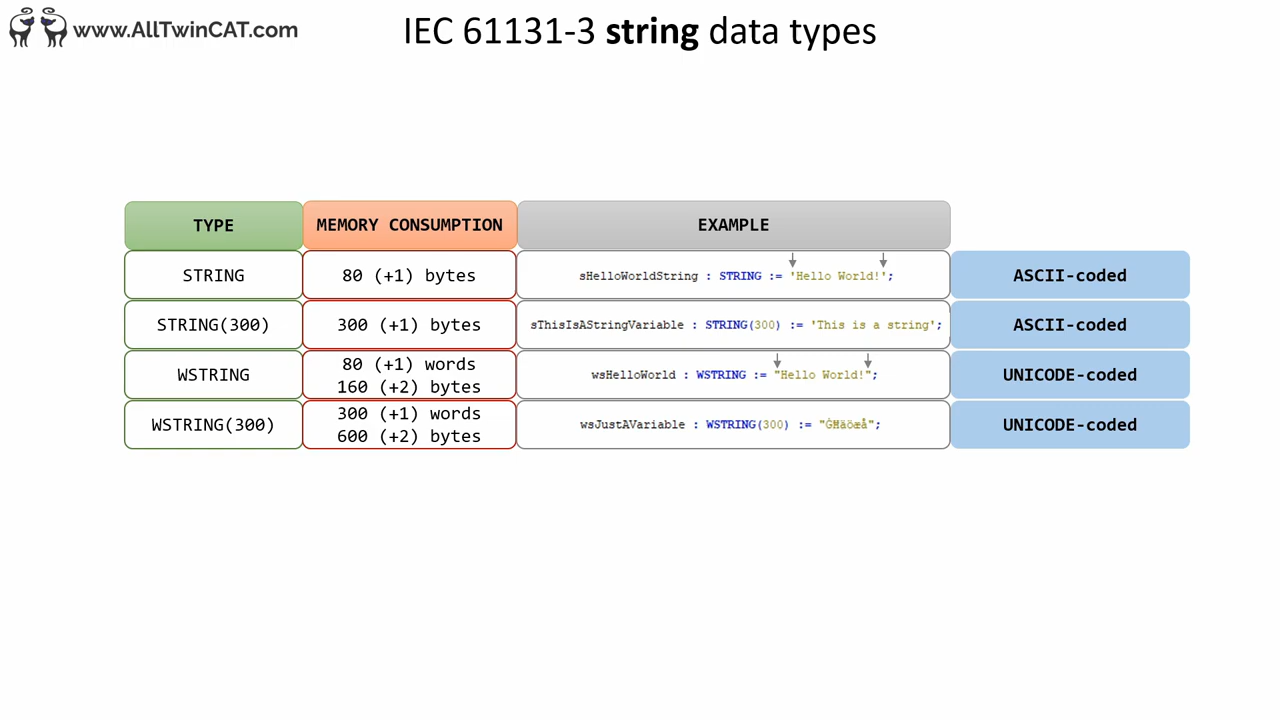 www.AllTwinCAT.com
IEC 61131-3 string data types
TYPE MEMORY CONSUMPTION EXAMPLE
STRING 80 (+1) bytes sHelloWorldString : STRING := 'Hello World!'; ASCII-coded
STRING(300) 300 (+1) bytes sThisIsAStringVariable : STRING(300) := 'This is a string'; ASCII-coded
WSTRING 80 (+1) words
160 (+2) bytes wsHelloWorld : WSTRING := "Hello World!"; UNICODE-coded
WSTRING(300) 300 (+1) words
600 (+2) bytes wsJustAVariable : WSTRING(300) := "ĠĦäöæå"; UNICODE-coded